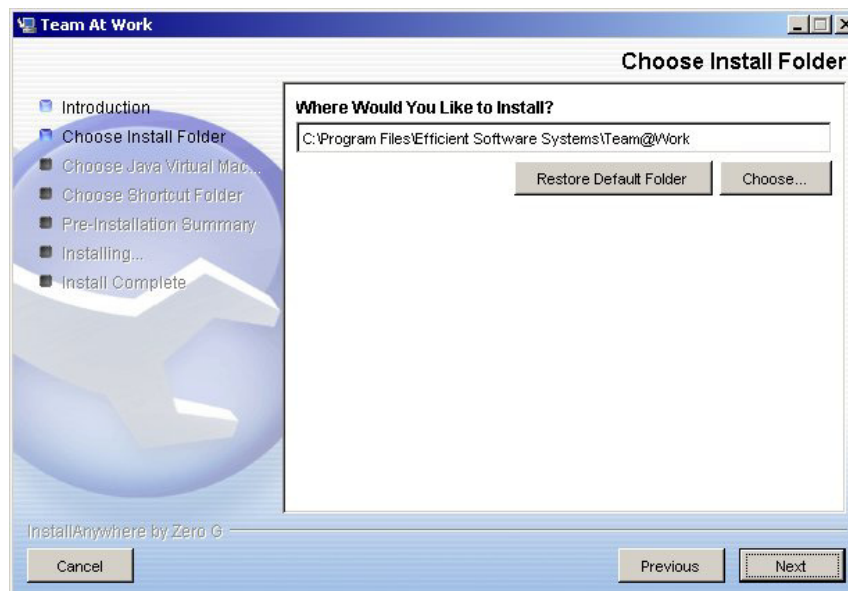 Team At Work
Choose Install Folder
Introduction
Choose Install Folder
Choose Java Virtual Mac...
Choose Shortcut Folder
Pre-Installation Summary
Installing...
Install Complete
Where Would You Like to Install?
C:\Program Files\Efficient Software Systems\Team@Work
Restore Default Folder
Choose...
InstallAnywhere by Zero G
Cancel
Previous
Next